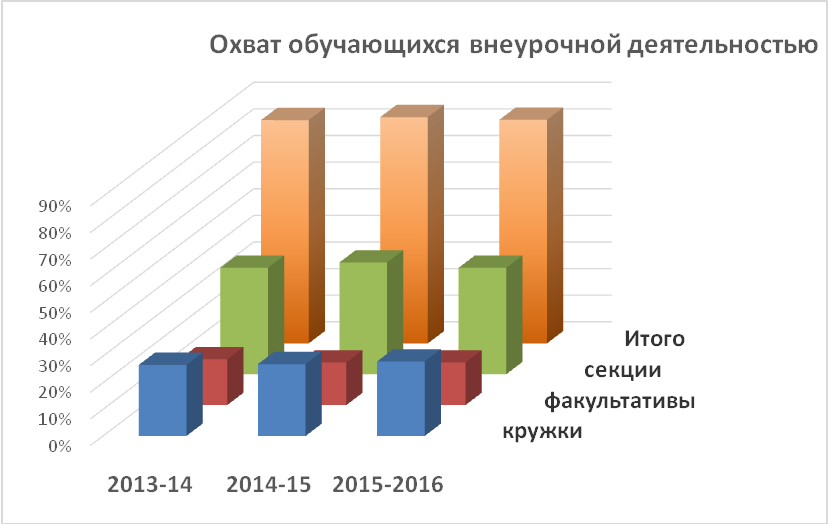 Охват обучающихся внеурочной деятельностью
90%
80%
70%
60%
50%
40%
30%
20%
10%
0%
Итого
секции
факультативы
кружки
2013-14 2014-15 2015-2016